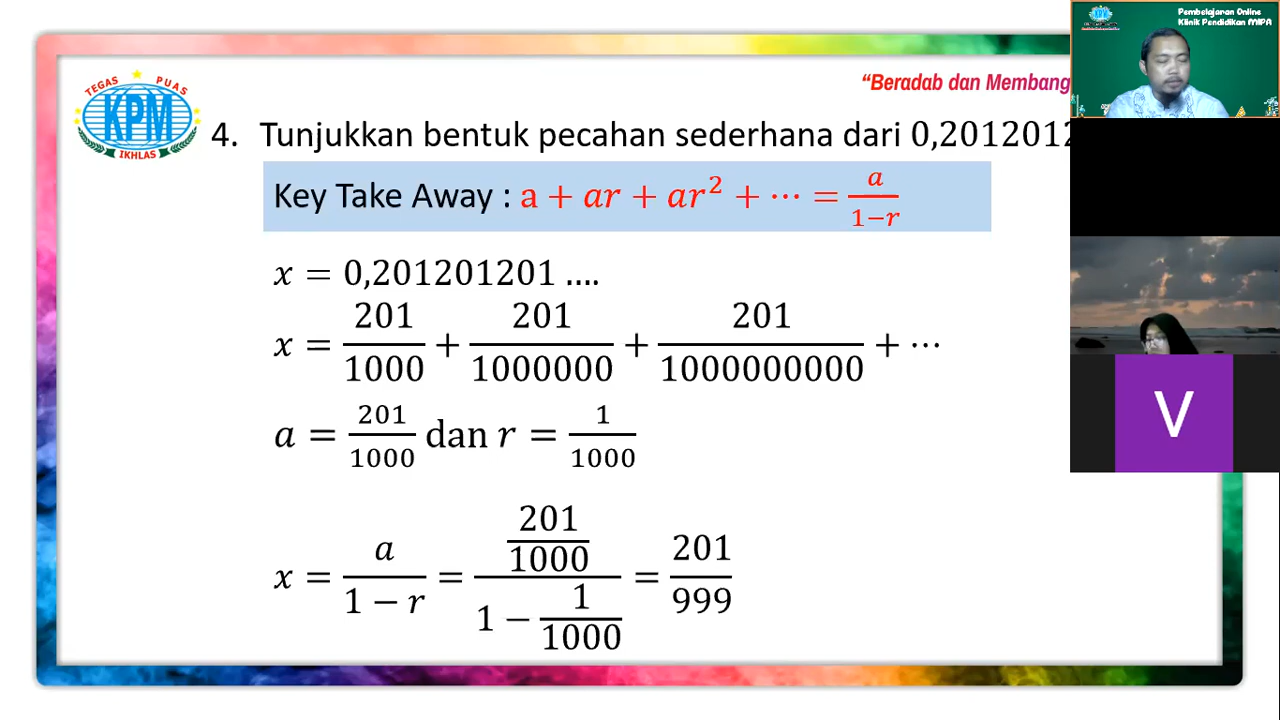 Pembelajaran Online
Klinik Pendidikan MIPA
TEGAS PUAS
KPM
IKHLAS
“Beradab dan Membang
4. Tunjukkan bentuk pecahan sederhana dari 0,2012012
Key Take Away : a + ar + ar² + ⋯ = a/(1−r)
x = 0,201201201 ....
x = 201/1000 + 201/1000000 + 201/1000000000 + ⋯
a = 201/1000 dan r = 1/1000
x = a/(1 − r) = (201/1000)/(1 − 1/1000) = 201/999
V